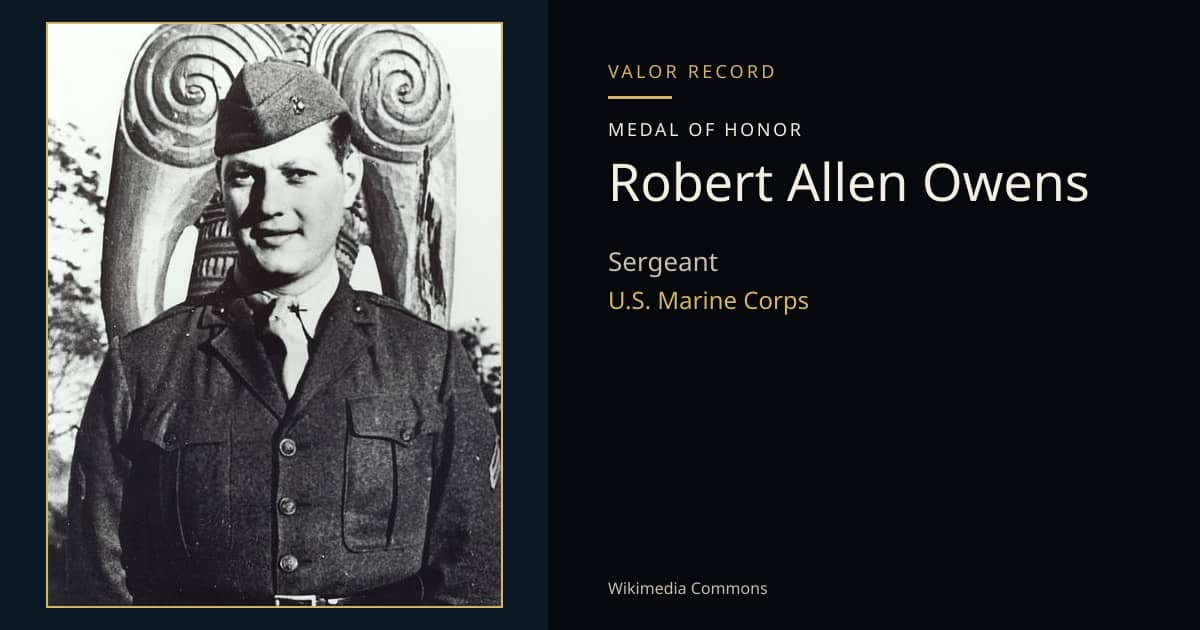 VALOR RECORD
MEDAL OF HONOR
Robert Allen Owens
Sergeant
U.S. Marine Corps
Wikimedia Commons